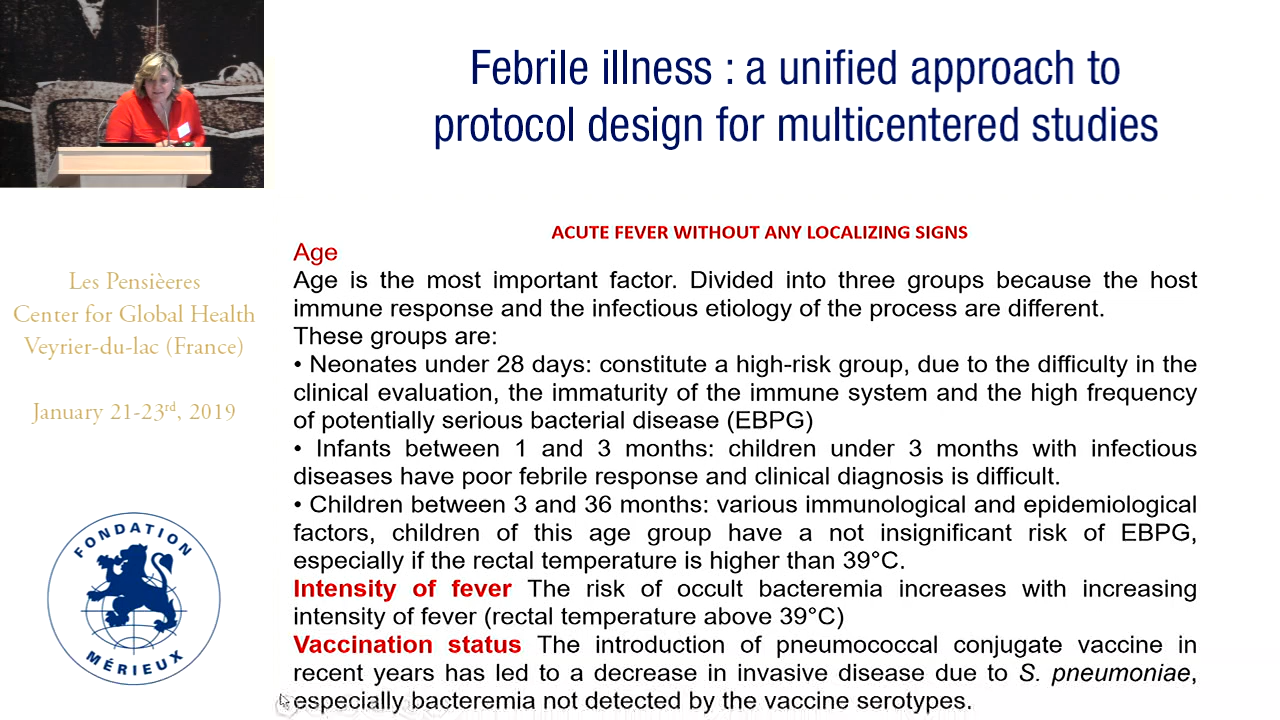 Febrile illness : a unified approach to
protocol design for multicentered studies
Les Pensièeres
Center for Global Health
Veyrier-du-lac (France)
January 21-23rd, 2019
FONDATION
MÉRIEUX
ACUTE FEVER WITHOUT ANY LOCALIZING SIGNS
Age
Age is the most important factor. Divided into three groups because the host
immune response and the infectious etiology of the process are different.
These groups are:
• Neonates under 28 days: constitute a high-risk group, due to the difficulty in the
clinical evaluation, the immaturity of the immune system and the high frequency
of potentially serious bacterial disease (EBPG)
• Infants between 1 and 3 months: children under 3 months with infectious
diseases have poor febrile response and clinical diagnosis is difficult.
• Children between 3 and 36 months: various immunological and epidemiological
factors, children of this age group have a not insignificant risk of EBPG,
especially if the rectal temperature is higher than 39°C.
Intensity of fever The risk of occult bacteremia increases with increasing
intensity of fever (rectal temperature above 39°C)
Vaccination status The introduction of pneumococcal conjugate vaccine in
recent years has led to a decrease in invasive disease due to S. pneumoniae,
especially bacteremia not detected by the vaccine serotypes.